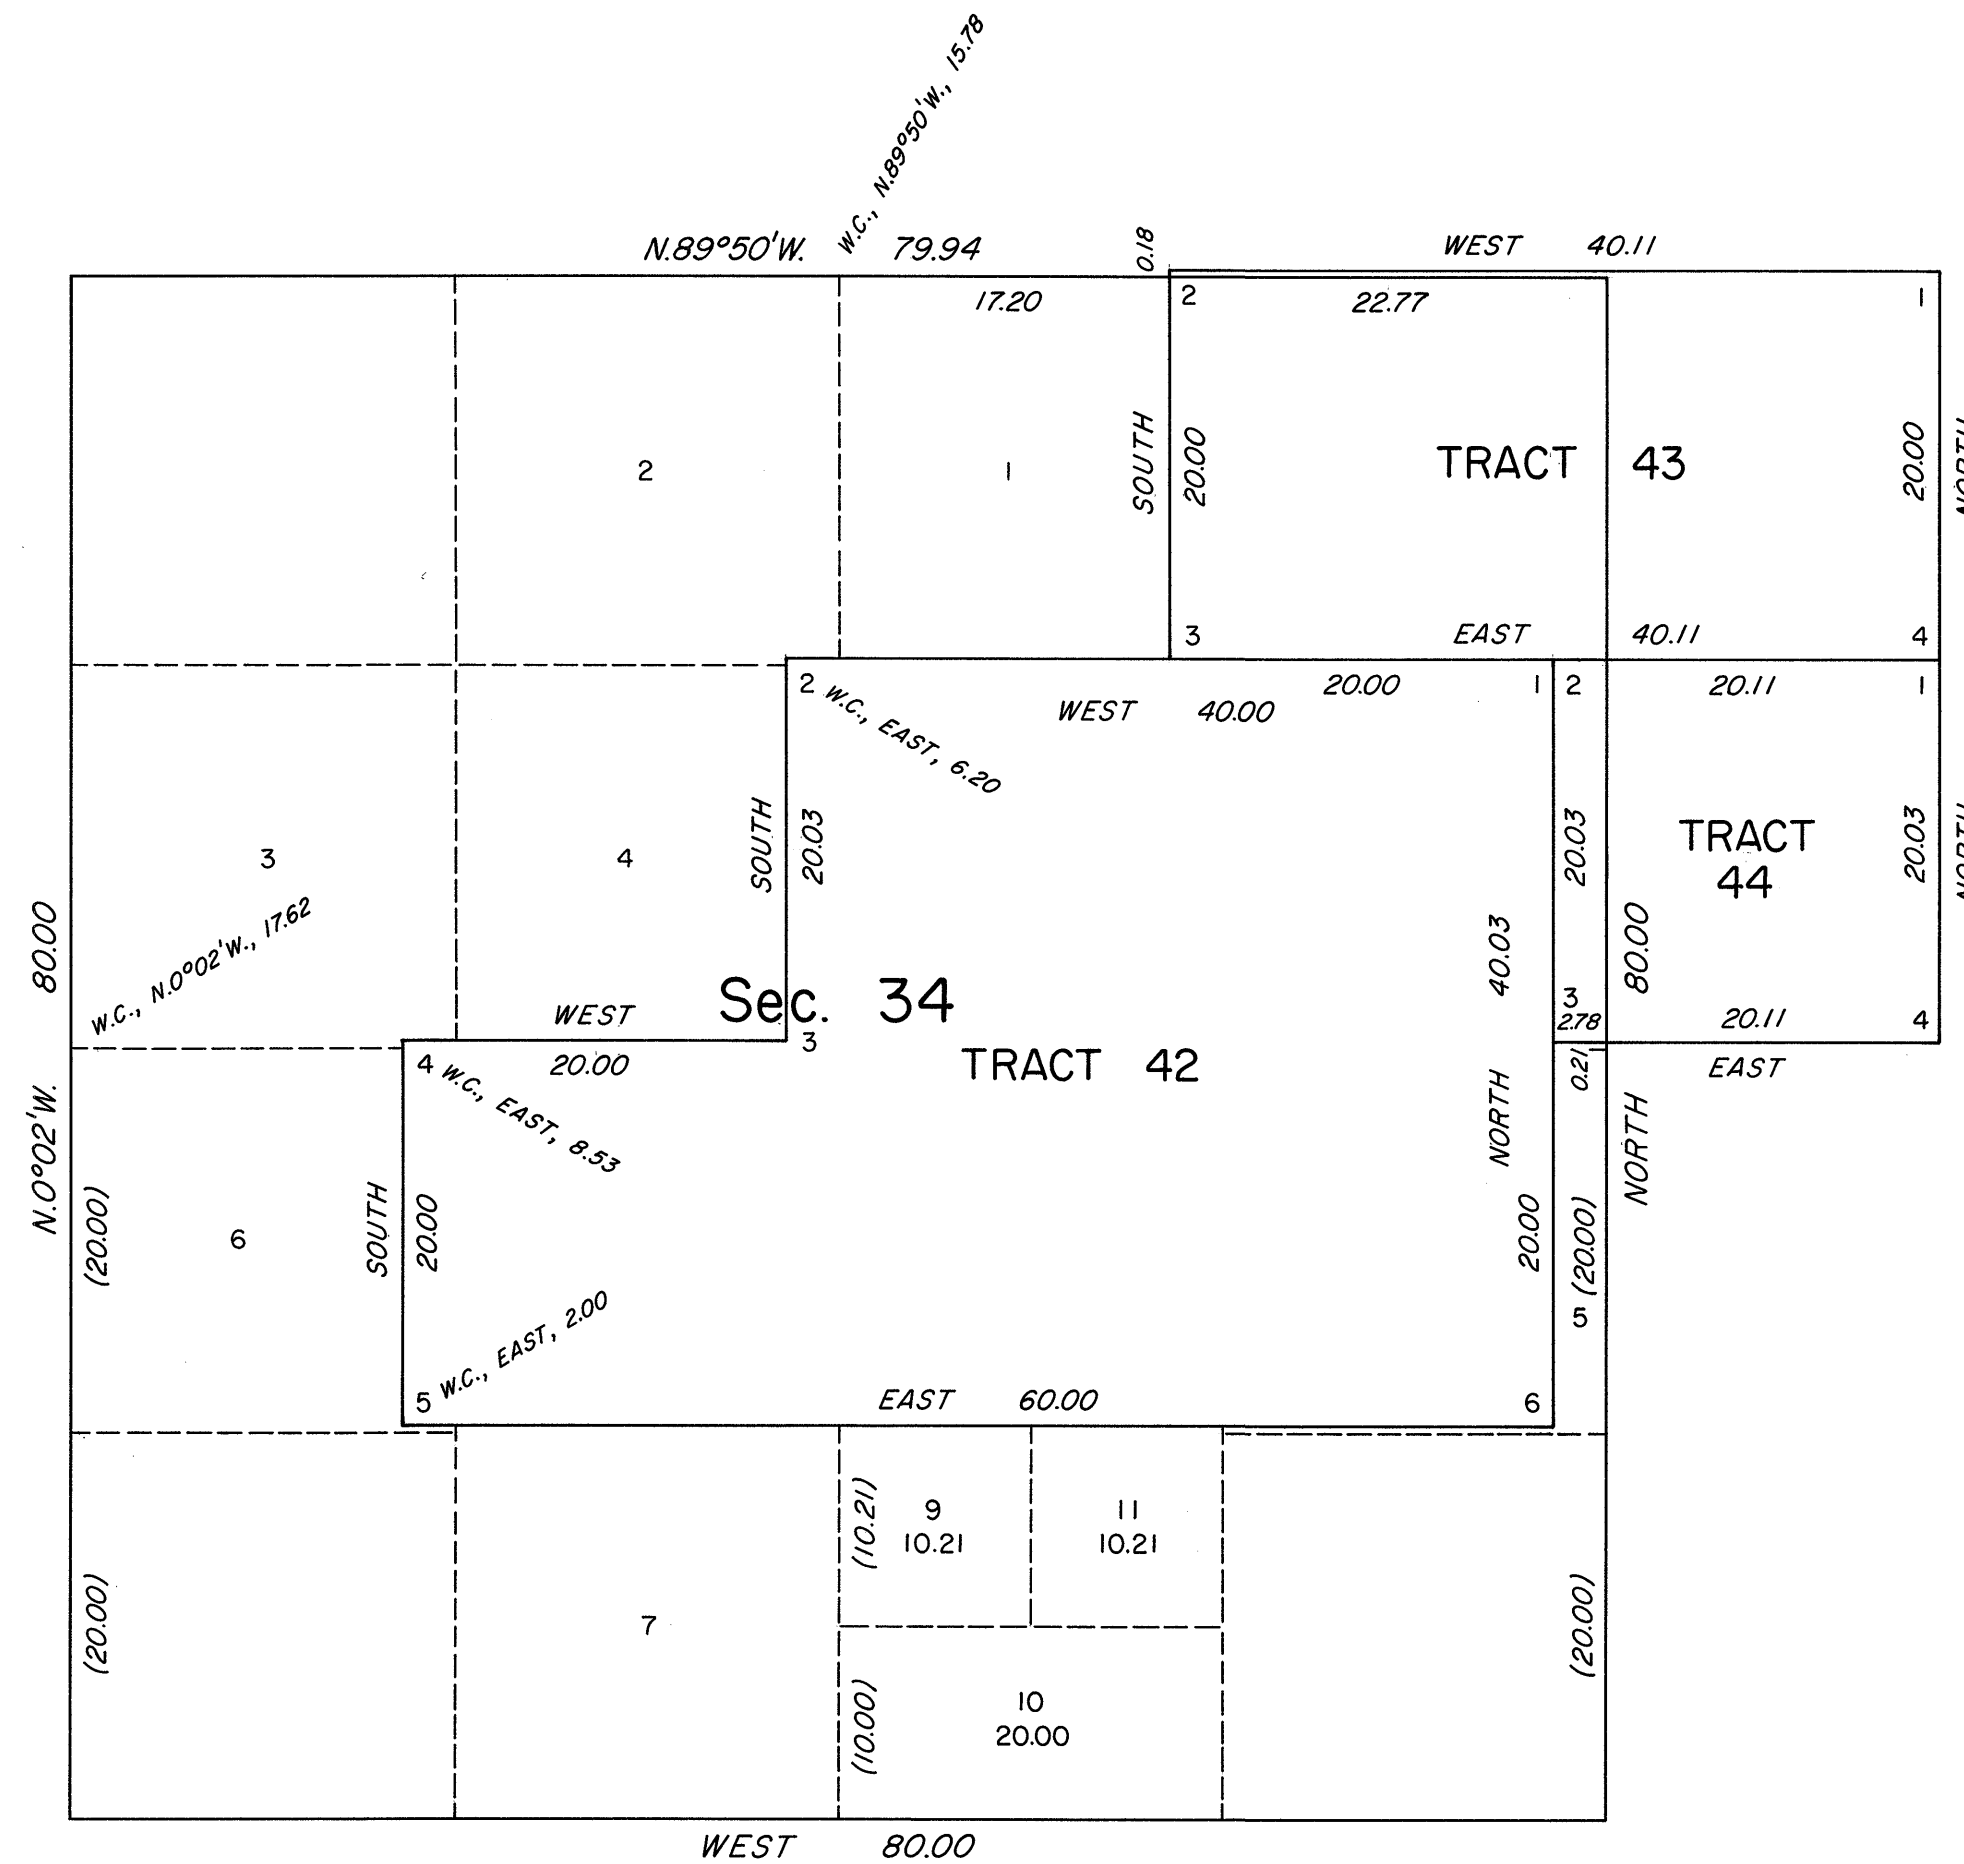 W.C., N.89°50'W., 15.78
N.89°50'W. 79.94
0.18
WEST 40.11
17.20
2
22.77
1
2
1
SOUTH
20.00
TRACT 43
20.00
NORTH
3
EAST 40.11
4
2
W.C., EAST, 6.20
WEST 40.00
20.00
1
2
20.11
1
3
4
SOUTH
20.03
20.03
TRACT
44
20.03
NORTH
W.C., N.0°02'W., 17.62
N.0°02'W. 80.00
Sec. 34
40.03
NORTH
80.00
NORTH
WEST
20.00
3
TRACT 42
3
2.78
20.11
4
0.21
EAST
4
W.C., EAST, 8.53
(20.00)
6
SOUTH
20.00
20.00
(20.00)
5
5
W.C., EAST, 2.00
EAST 60.00
6
(20.00)
7
(10.21)
9
10.21
11
10.21
(20.00)
(10.00)
10
20.00
WEST 80.00